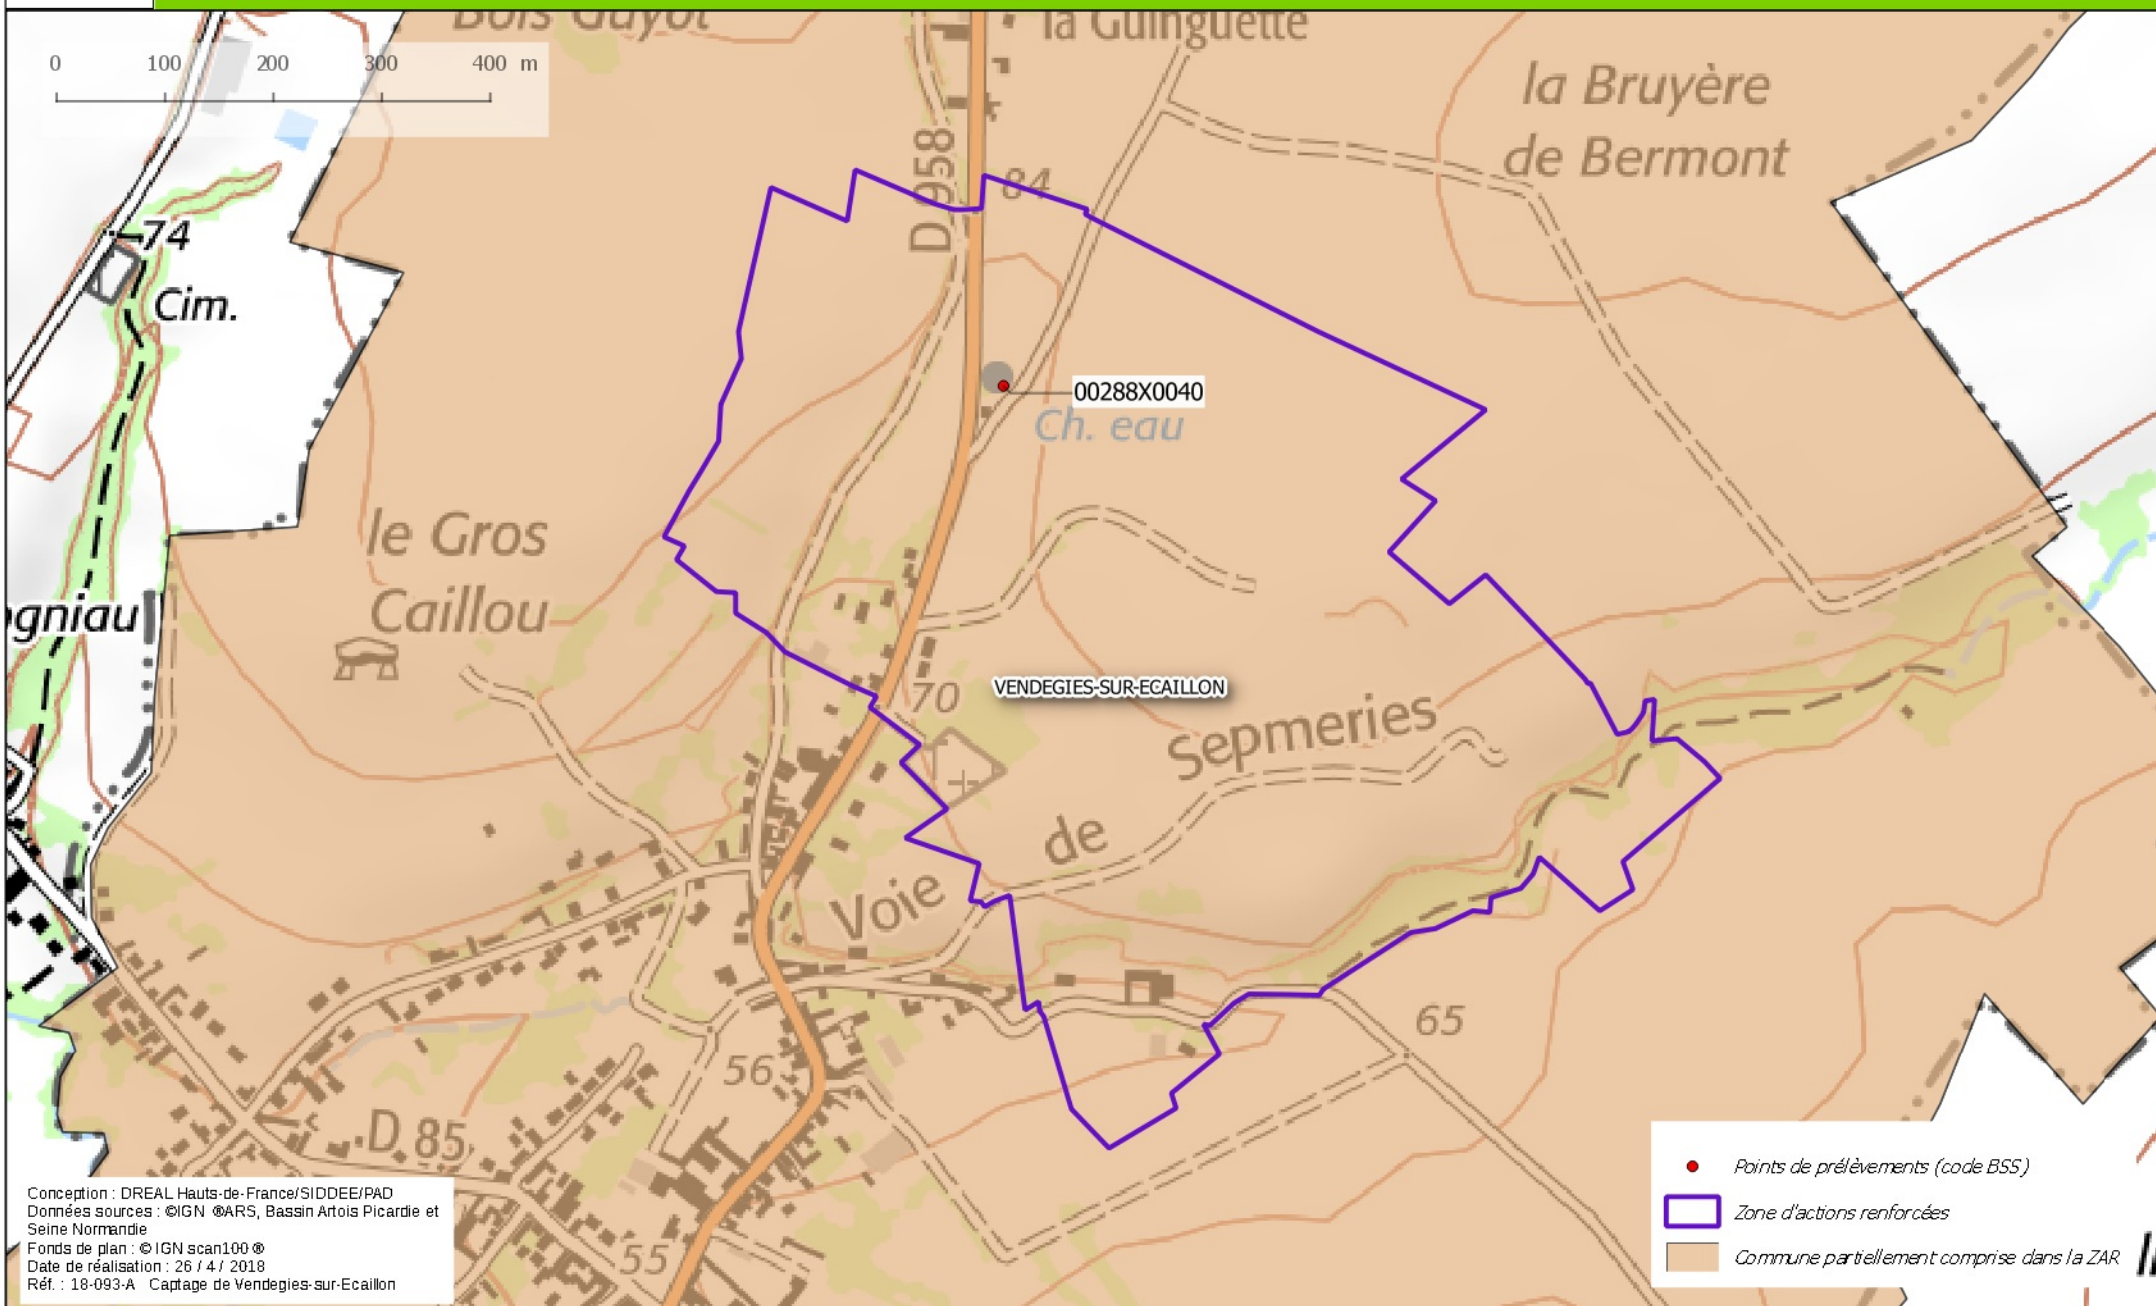 Bois Guyot
la Guinguette
0 100 200 300 400 m
la Bruyère
de Bermont
D 958
84
74
Cim.
00288X0040
Ch. eau
le Gros
Caillou
ogniau
70
VENDEGIES-SUR-ECAILLON
Voie de Sepmeries
65
56
D 85
55
Points de prélèvements (code BSS)
Zone d'actions renforcées
Commune partiellement comprise dans la ZAR
Conception : DREAL Hauts-de-France/SIDDEE/PAD
Données sources : ©IGN ®ARS, Bassin Artois Picardie et
Seine Normandie
Fonds de plan : © IGN scan100 ®
Date de réalisation : 26 / 4 / 2018
Réf. : 18-093-A Captage de Vendegies-sur-Ecaillon